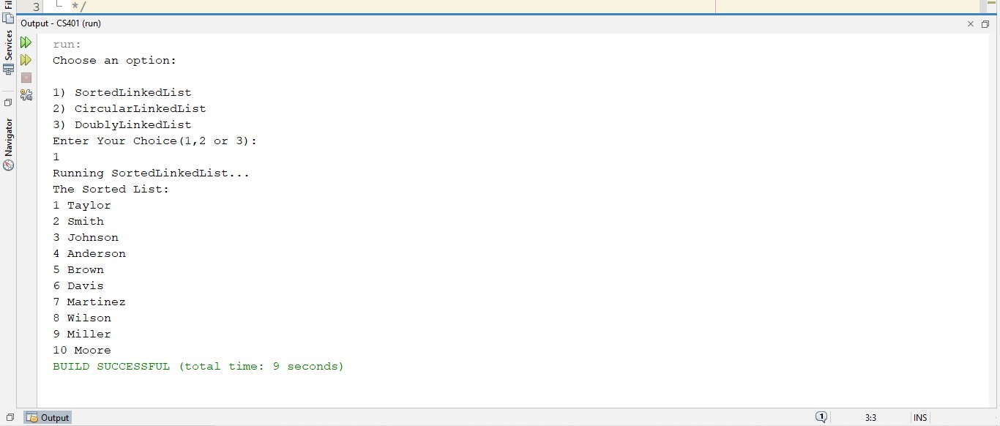 3
*/
Output - CS401 (run)
Services
Navigator
run:
Choose an option:
1) SortedLinkedList
2) CircularLinkedList
3) DoublyLinkedList
Enter Your Choice(1,2 or 3):
1
Running SortedLinkedList...
The Sorted List:
1 Taylor
2 Smith
3 Johnson
4 Anderson
5 Brown
6 Davis
7 Martinez
8 Wilson
9 Miller
10 Moore
BUILD SUCCESSFUL (total time: 9 seconds)
Output
1
3:3
INS